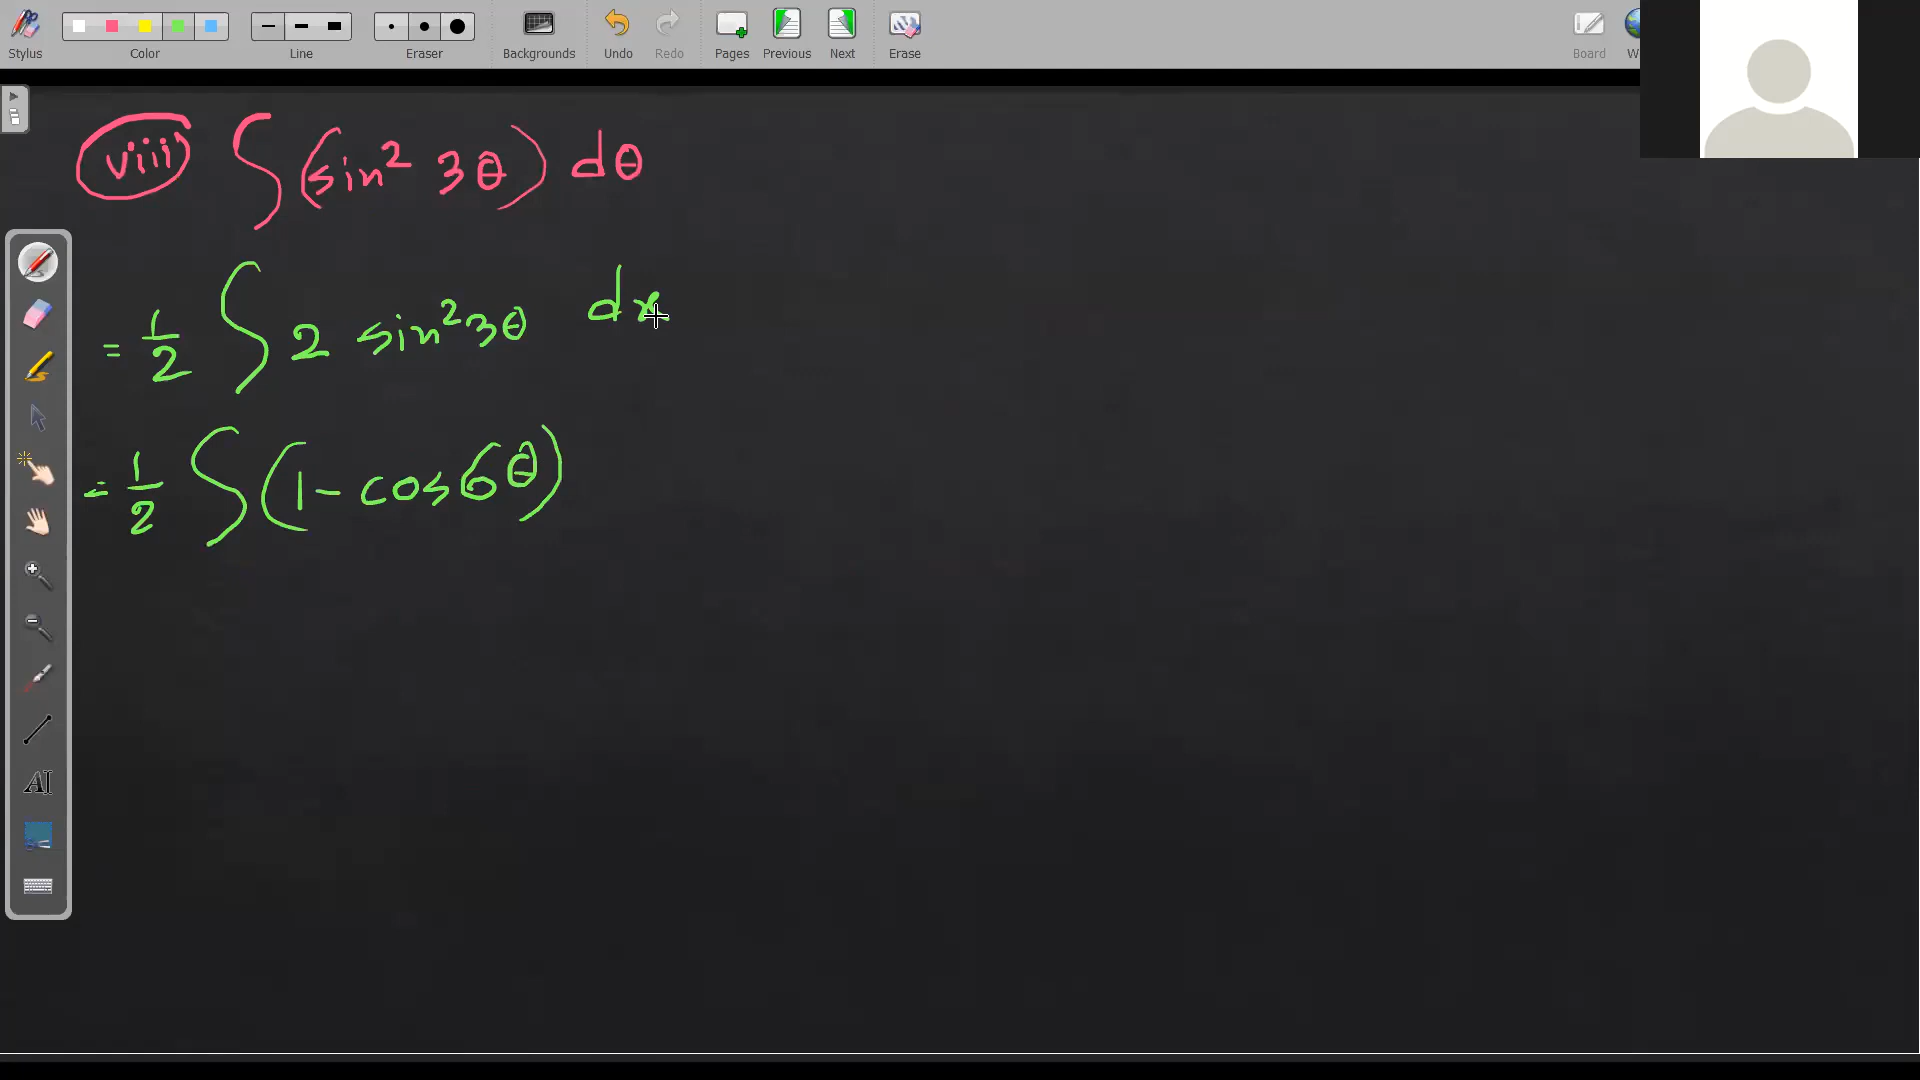 Stylus Color Line Eraser Backgrounds Undo Redo Pages Previous Next Erase Board W
viii ∫(sin² 3θ) dθ
= 1/2 ∫ 2 sin²3θ dx
= 1/2 ∫(1 - cos6θ)
AI